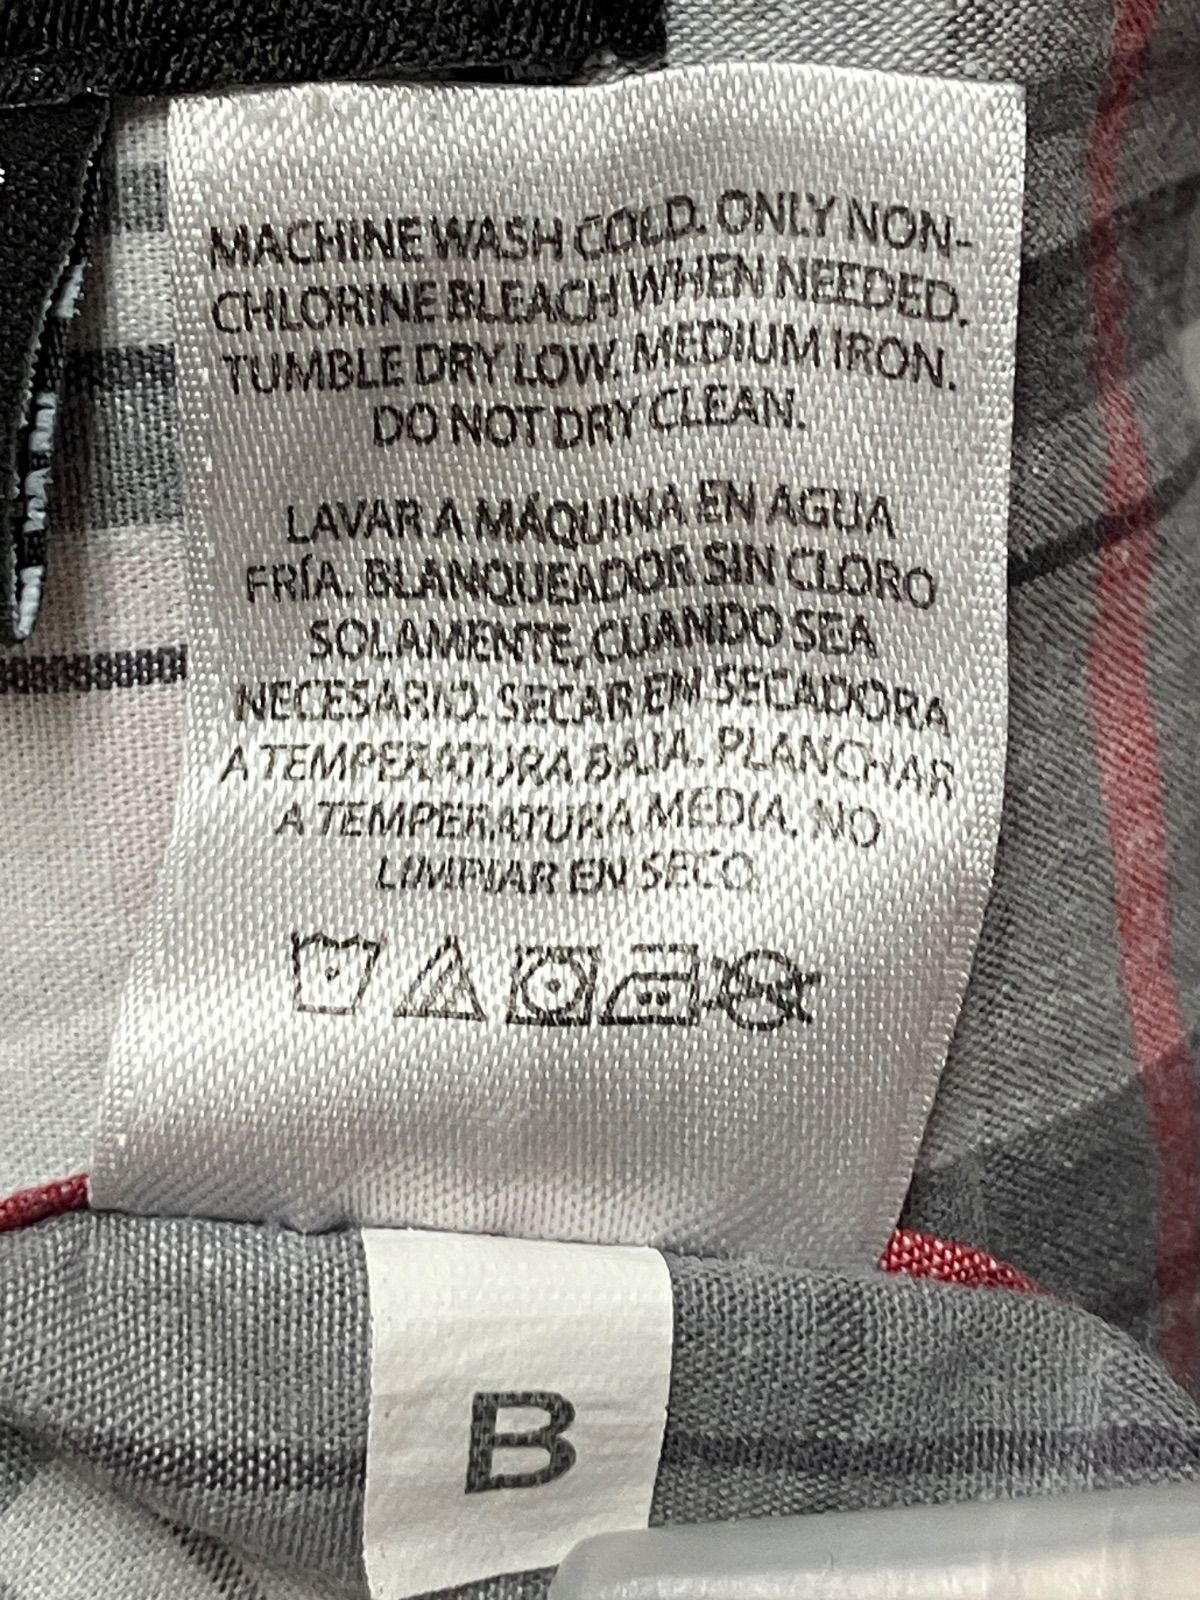 MACHINE WASH COLD. ONLY NON-
CHLORINE BLEACH WHEN NEEDED.
TUMBLE DRY LOW. MEDIUM IRON.
DO NOT DRY CLEAN.
LAVAR A MÁQUINA EN AGUA
FRÍA. BLANQUEADOR SIN CLORO
SOLAMENTE, CUANDO SEA
NECESARIO. SECAR EN SECADORA
A TEMPERATURA BAJA. PLANCHAR
A TEMPERATURA MEDIA. NO
LIMPIAR EN SECO.
B